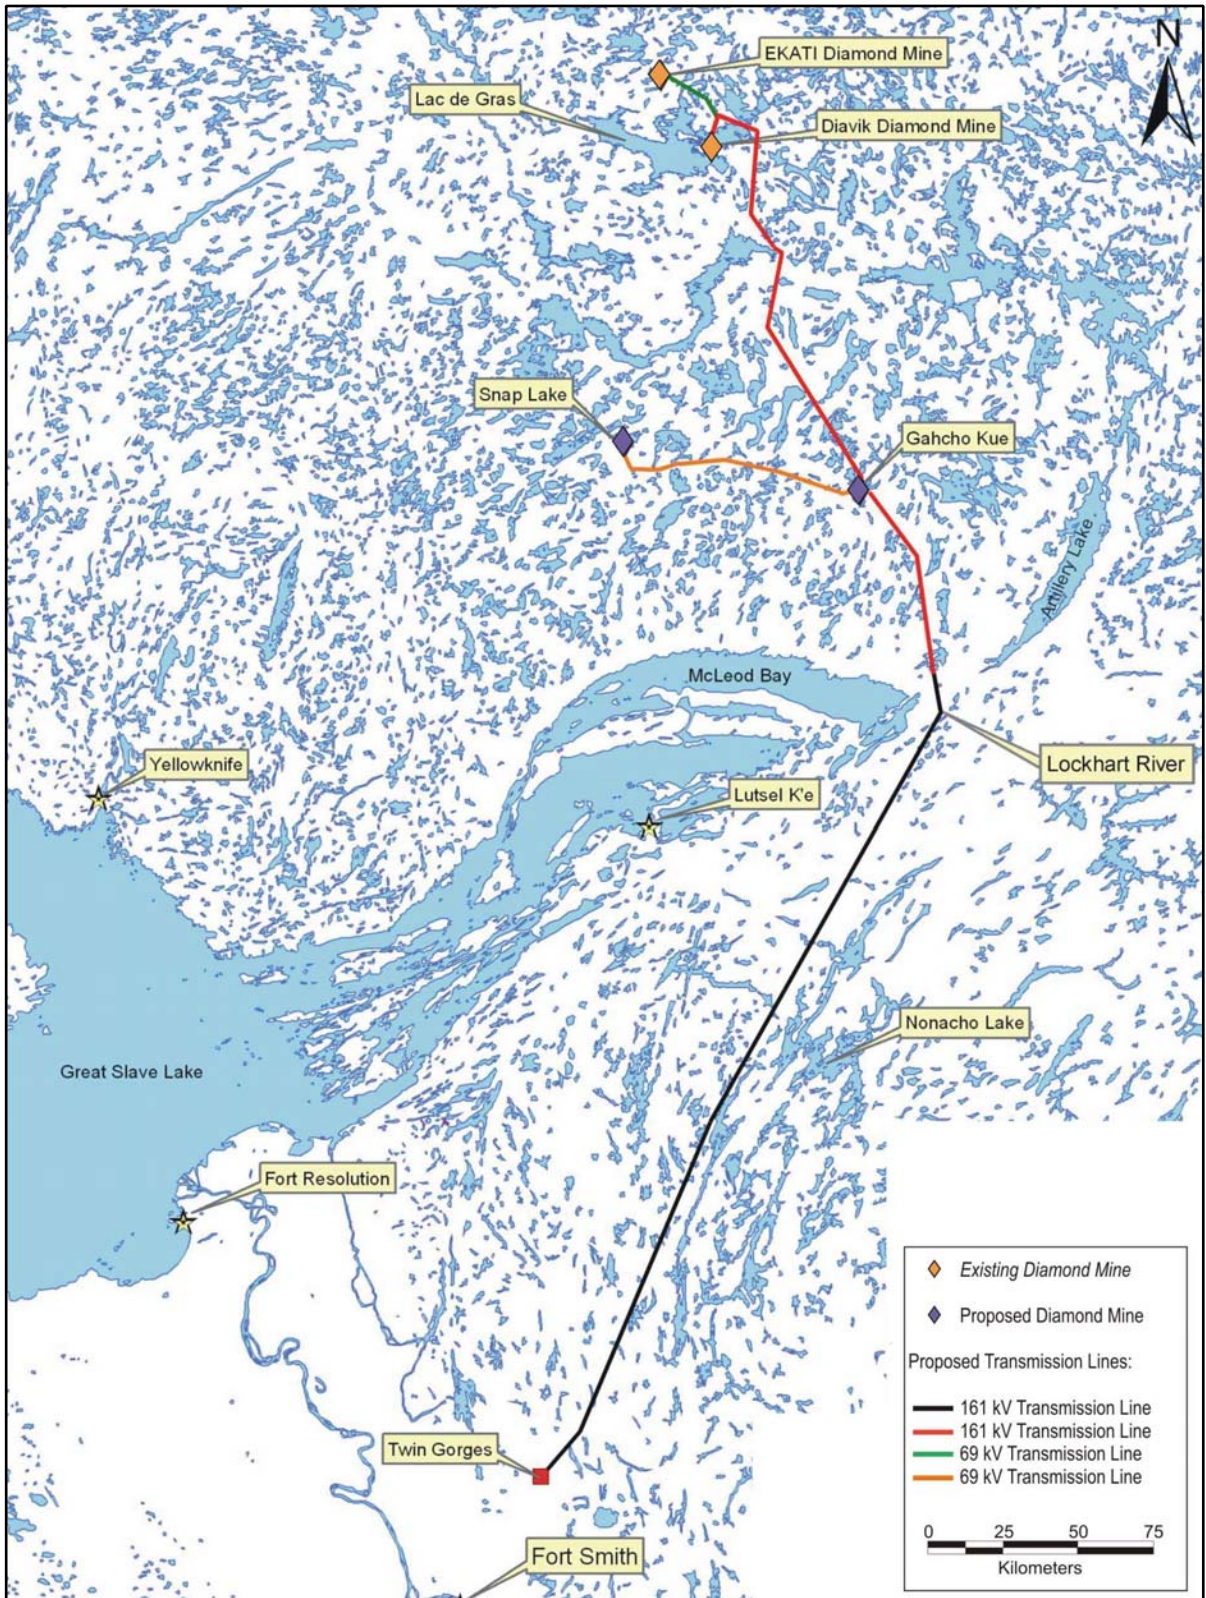 N
EKATI Diamond Mine
Lac de Gras
Diavik Diamond Mine
Snap Lake
Gahcho Kue
Artillery Lake
McLeod Bay
Lockhart River
Yellowknife
Lutsel K'e
Nonacho Lake
Great Slave Lake
Fort Resolution
Twin Gorges
Fort Smith
Existing Diamond Mine
Proposed Diamond Mine
Proposed Transmission Lines:
161 kV Transmission Line
161 kV Transmission Line
69 kV Transmission Line
69 kV Transmission Line
0 25 50 75
Kilometers